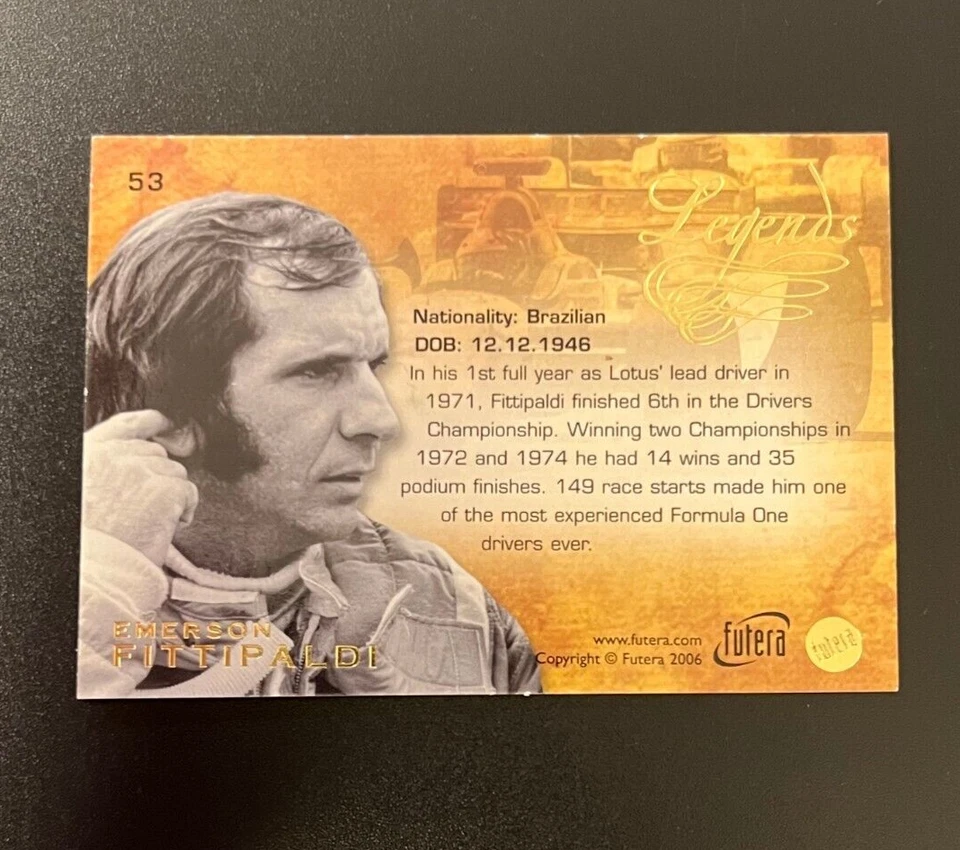 53
Legends
Nationality: Brazilian
DOB: 12.12.1946
In his 1st full year as Lotus' lead driver in
1971, Fittipaldi finished 6th in the Drivers
Championship. Winning two Championships in
1972 and 1974 he had 14 wins and 35
podium finishes. 149 race starts made him one
of the most experienced Formula One
drivers ever.
EMERSON
FITTIPALDI
www.futera.com
Copyright © Futera 2006
futera
futera